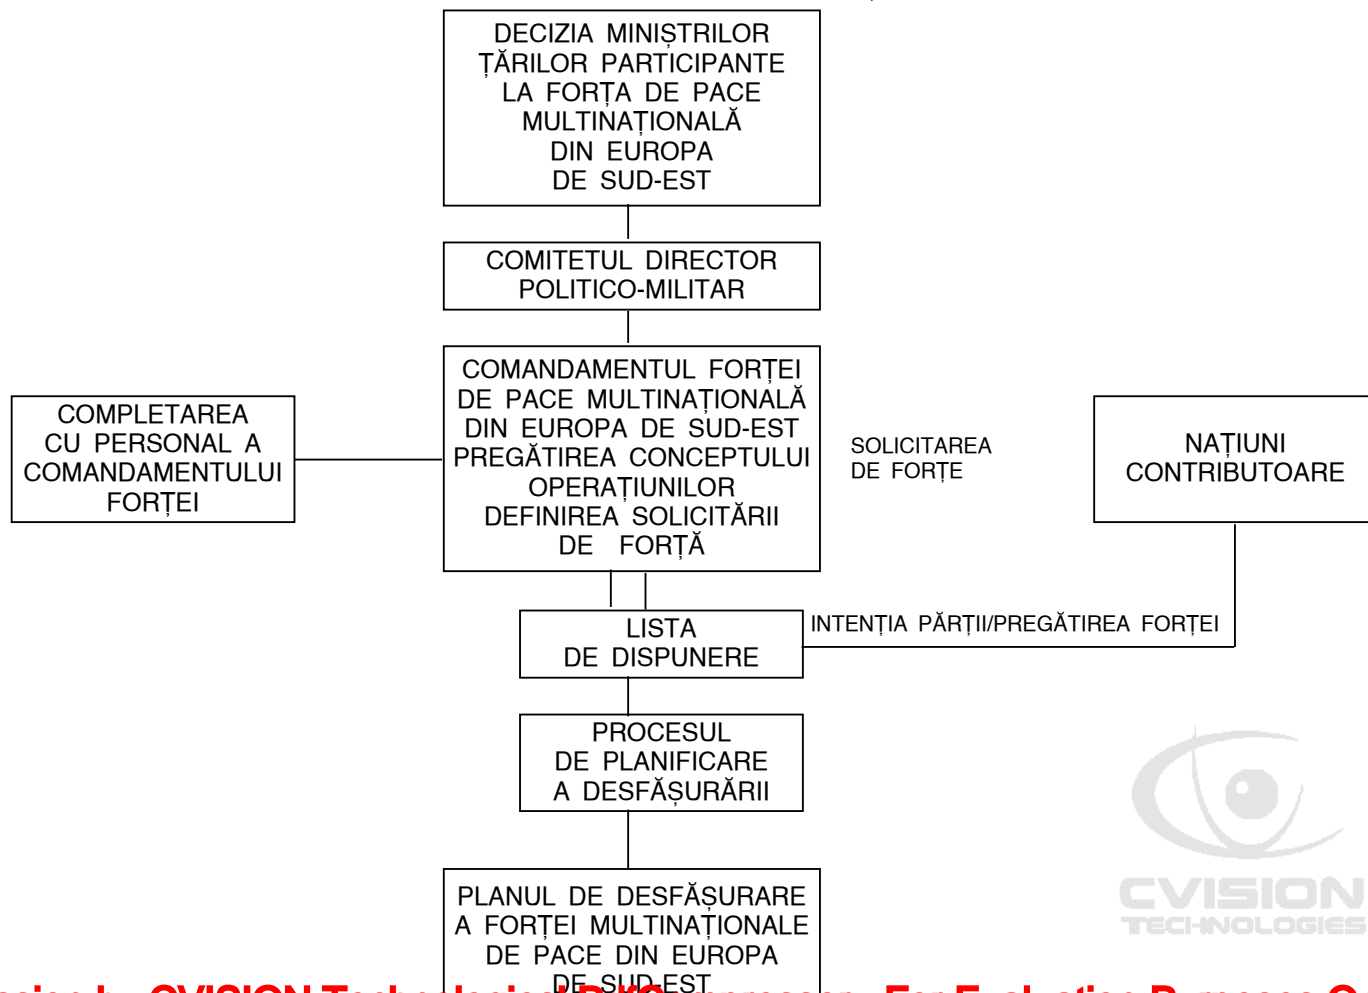 DECIZIA MINIȘTRILOR
ȚĂRILOR PARTICIPANTE
LA FORȚA DE PACE
MULTINAȚIONALĂ
DIN EUROPA
DE SUD-EST
COMITETUL DIRECTOR
POLITICO-MILITAR
COMPLETAREA
CU PERSONAL A
COMANDAMENTULUI
FORȚEI
COMANDAMENTUL FORȚEI
DE PACE MULTINAȚIONALĂ
DIN EUROPA DE SUD-EST
PREGĂTIREA CONCEPTULUI
OPERAȚIUNILOR
DEFINIREA SOLICITĂRII
DE FORȚĂ
SOLICITAREA
DE FORȚE
NAȚIUNI
CONTRIBUTOARE
LISTA
DE DISPUNERE
INTENȚIA PĂRȚII/PREGĂTIREA FORȚEI
PROCESUL
DE PLANIFICARE
A DESFĂȘURĂRII
PLANUL DE DESFĂȘURARE
A FORȚEI MULTINAȚIONALE
DE PACE DIN EUROPA
DE SUD-EST
CVISION
TECHNOLOGIES